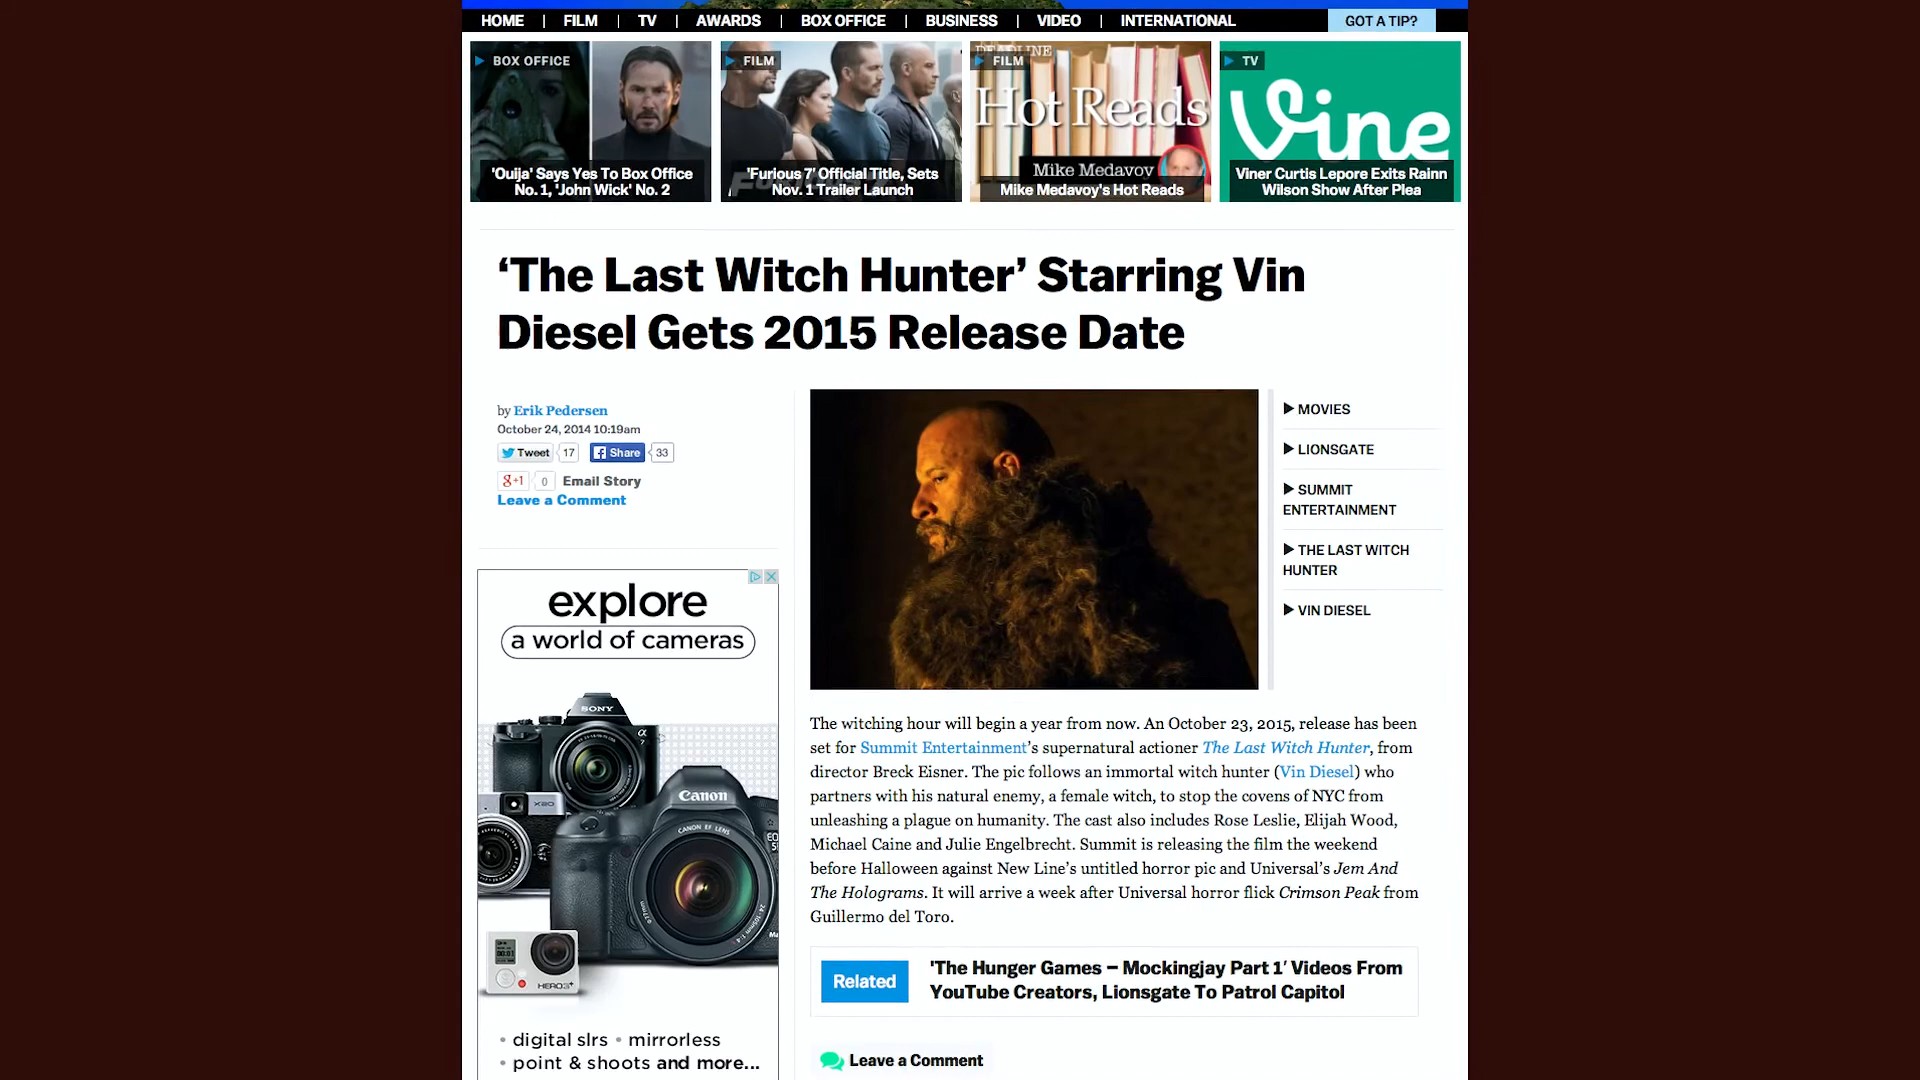 HOME | FILM | TV | AWARDS | BOX OFFICE | BUSINESS | VIDEO | INTERNATIONAL
GOT A TIP?
BOX OFFICE
'Ouija' Says Yes To Box Office
No. 1, 'John Wick' No. 2
FILM
'Furious 7' Official Title, Sets
Nov. 1 Trailer Launch
DEADLINE
FILM
Hot Reads
Mike Medavoy
Mike Medavoy's Hot Reads
TV
Vine
Viner Curtis Lepore Exits Rainn
Wilson Show After Plea
‘The Last Witch Hunter’ Starring Vin
Diesel Gets 2015 Release Date
by Erik Pedersen
October 24, 2014 10:19am
Tweet 17 Share 33
g+1 0 Email Story
Leave a Comment
MOVIES
LIONSGATE
SUMMIT
ENTERTAINMENT
THE LAST WITCH
HUNTER
VIN DIESEL
explore
a world of cameras
SONY
α
7
X20
Canon
CANON EF LENS
HERO3+
• digital slrs • mirrorless
• point & shoots and more...
The witching hour will begin a year from now. An October 23, 2015, release has been
set for Summit Entertainment’s supernatural actioner The Last Witch Hunter, from
director Breck Eisner. The pic follows an immortal witch hunter (Vin Diesel) who
partners with his natural enemy, a female witch, to stop the covens of NYC from
unleashing a plague on humanity. The cast also includes Rose Leslie, Elijah Wood,
Michael Caine and Julie Engelbrecht. Summit is releasing the film the weekend
before Halloween against New Line’s untitled horror pic and Universal’s Jem And
The Holograms. It will arrive a week after Universal horror flick Crimson Peak from
Guillermo del Toro.
Related
'The Hunger Games – Mockingjay Part 1′ Videos From
YouTube Creators, Lionsgate To Patrol Capitol
Leave a Comment